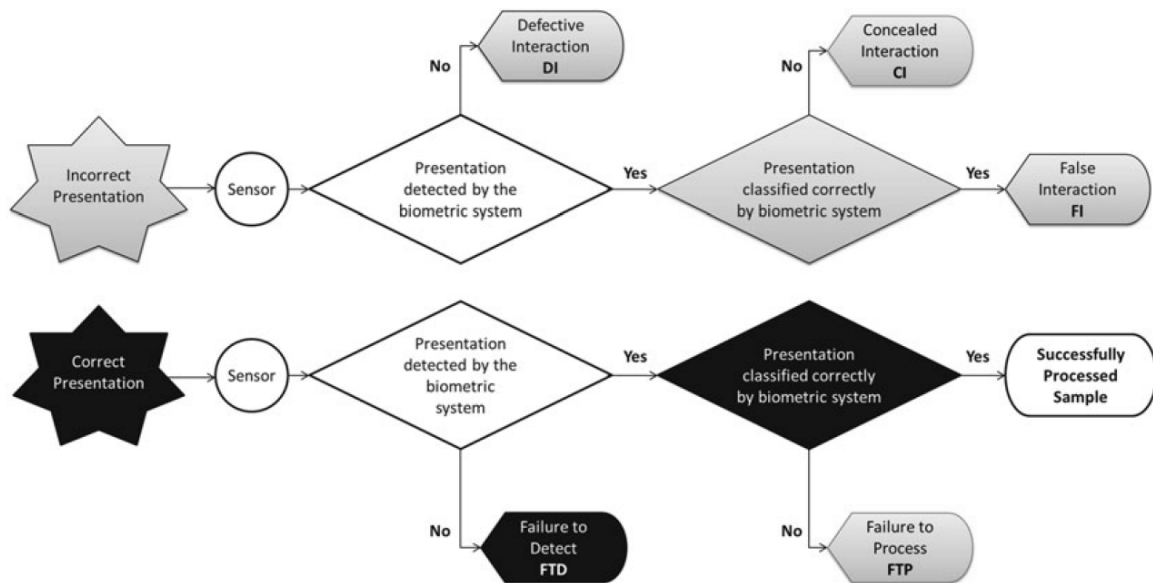 Defective
Interaction
DI
Concealed
Interaction
CI
No
No
Incorrect
Presentation
Sensor
Presentation
detected by the
biometric system
Yes
Presentation
classified correctly
by biometric system
Yes
False
Interaction
FI
Correct
Presentation
Sensor
Presentation
detected by the
biometric
system
Yes
Presentation
classified correctly
by biometric system
Yes
Successfully
Processed
Sample
No
Failure to
Detect
FTD
No
Failure to
Process
FTP